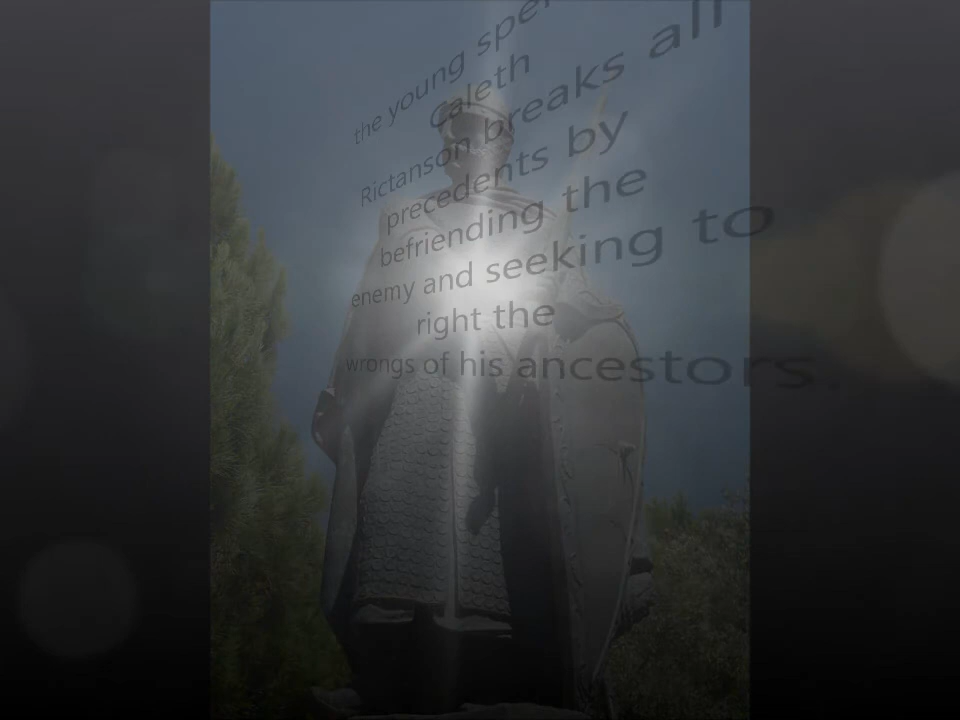 the young
Caleth
Rictanson breaks all
precedents by
befriending the
enemy and seeking to
right the
wrongs of his ancestors.